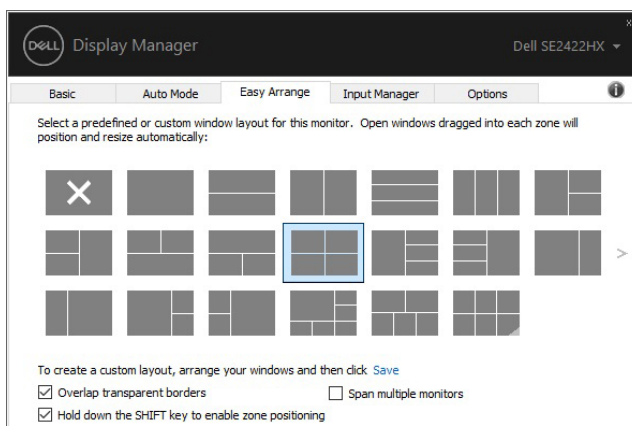 DELL Display Manager
Dell SE2422HX
Basic
Auto Mode
Easy Arrange
Input Manager
Options
Select a predefined or custom window layout for this monitor. Open windows dragged into each zone will
position and resize automatically:
To create a custom layout, arrange your windows and then click Save
Overlap transparent borders
Span multiple monitors
Hold down the SHIFT key to enable zone positioning